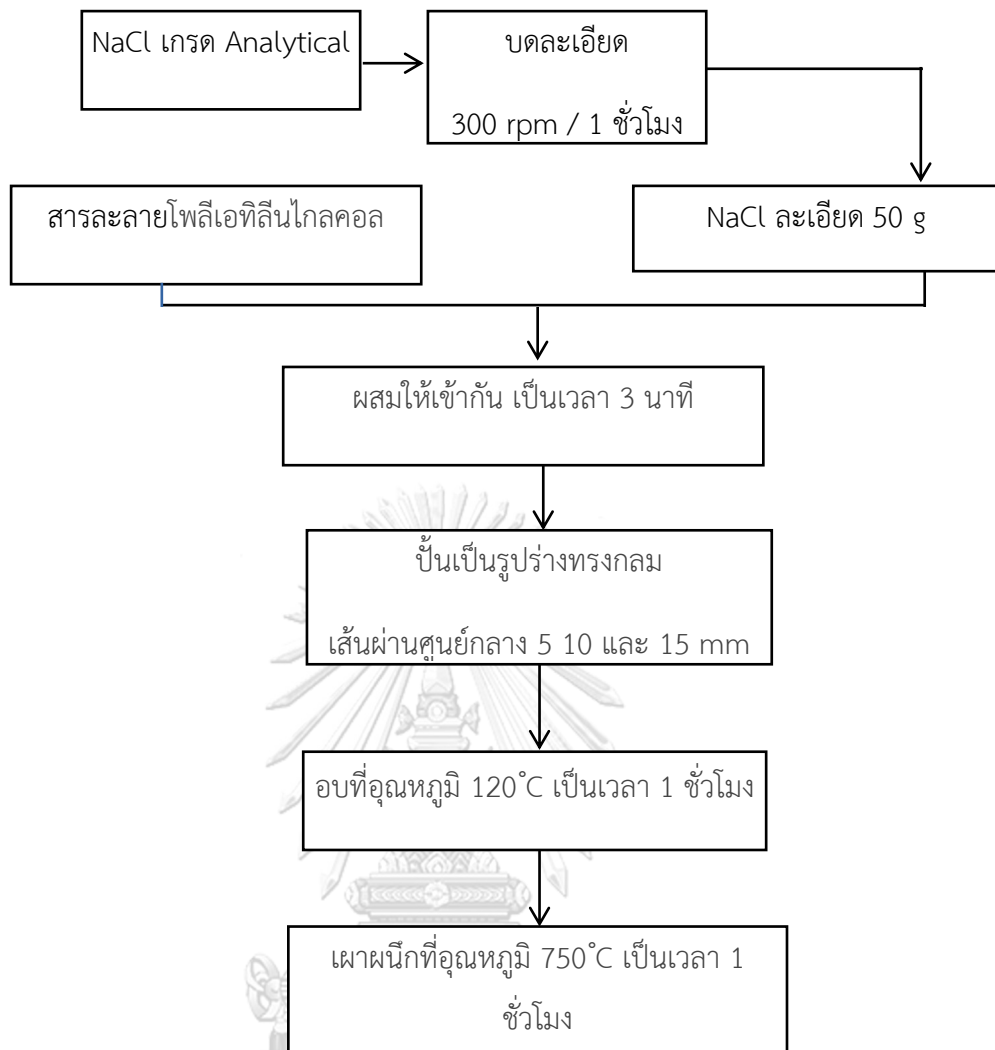 NaCl เกรด Analytical
บดละเอียด
300 rpm / 1 ชั่วโมง
สารละลายโพลีเอทิลีนไกลคอล
NaCl ละเอียด 50 g
ผสมให้เข้ากัน เป็นเวลา 3 นาที
ปั้นเป็นรูปร่างทรงกลม
เส้นผ่านศูนย์กลาง 5 10 และ 15 mm
อบที่อุณหภูมิ 120°C เป็นเวลา 1 ชั่วโมง
เผาผนึกที่อุณหภูมิ 750°C เป็นเวลา 1
ชั่วโมง